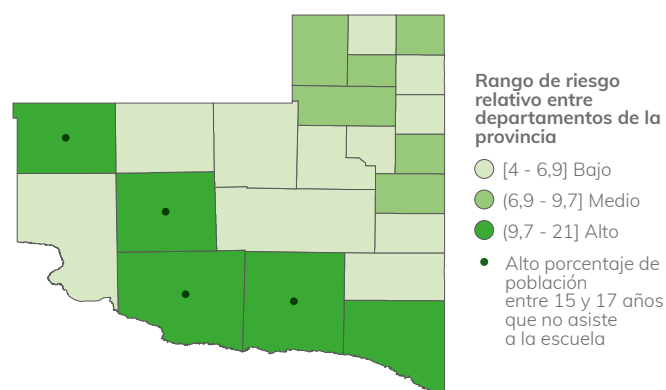 Rango de riesgo
relativo entre
departamentos de la
provincia
[4 - 6,9] Bajo
(6,9 - 9,7] Medio
(9,7 - 21] Alto
Alto porcentaje de
población
entre 15 y 17 años
que no asiste
a la escuela